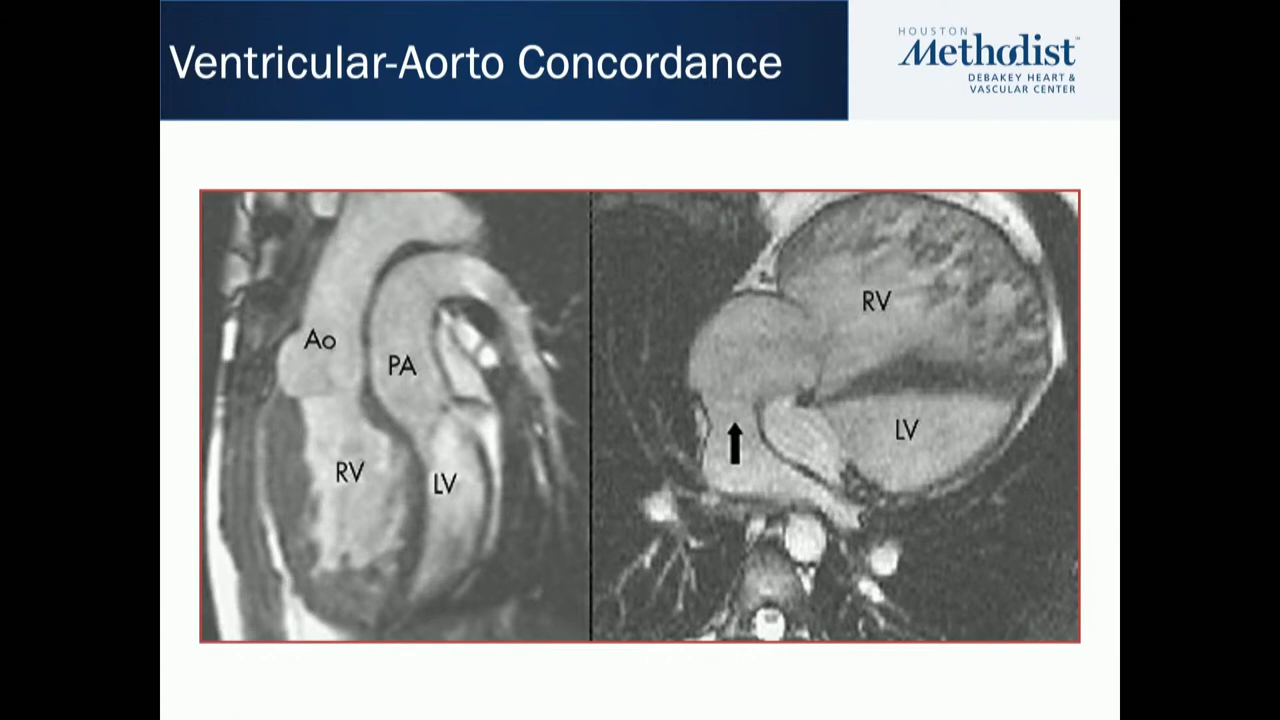 Ventricular-Aorto Concordance
HOUSTON
Methodist
DEBAKEY HEART &
VASCULAR CENTER
Ao
PA
RV
LV
RV
LV